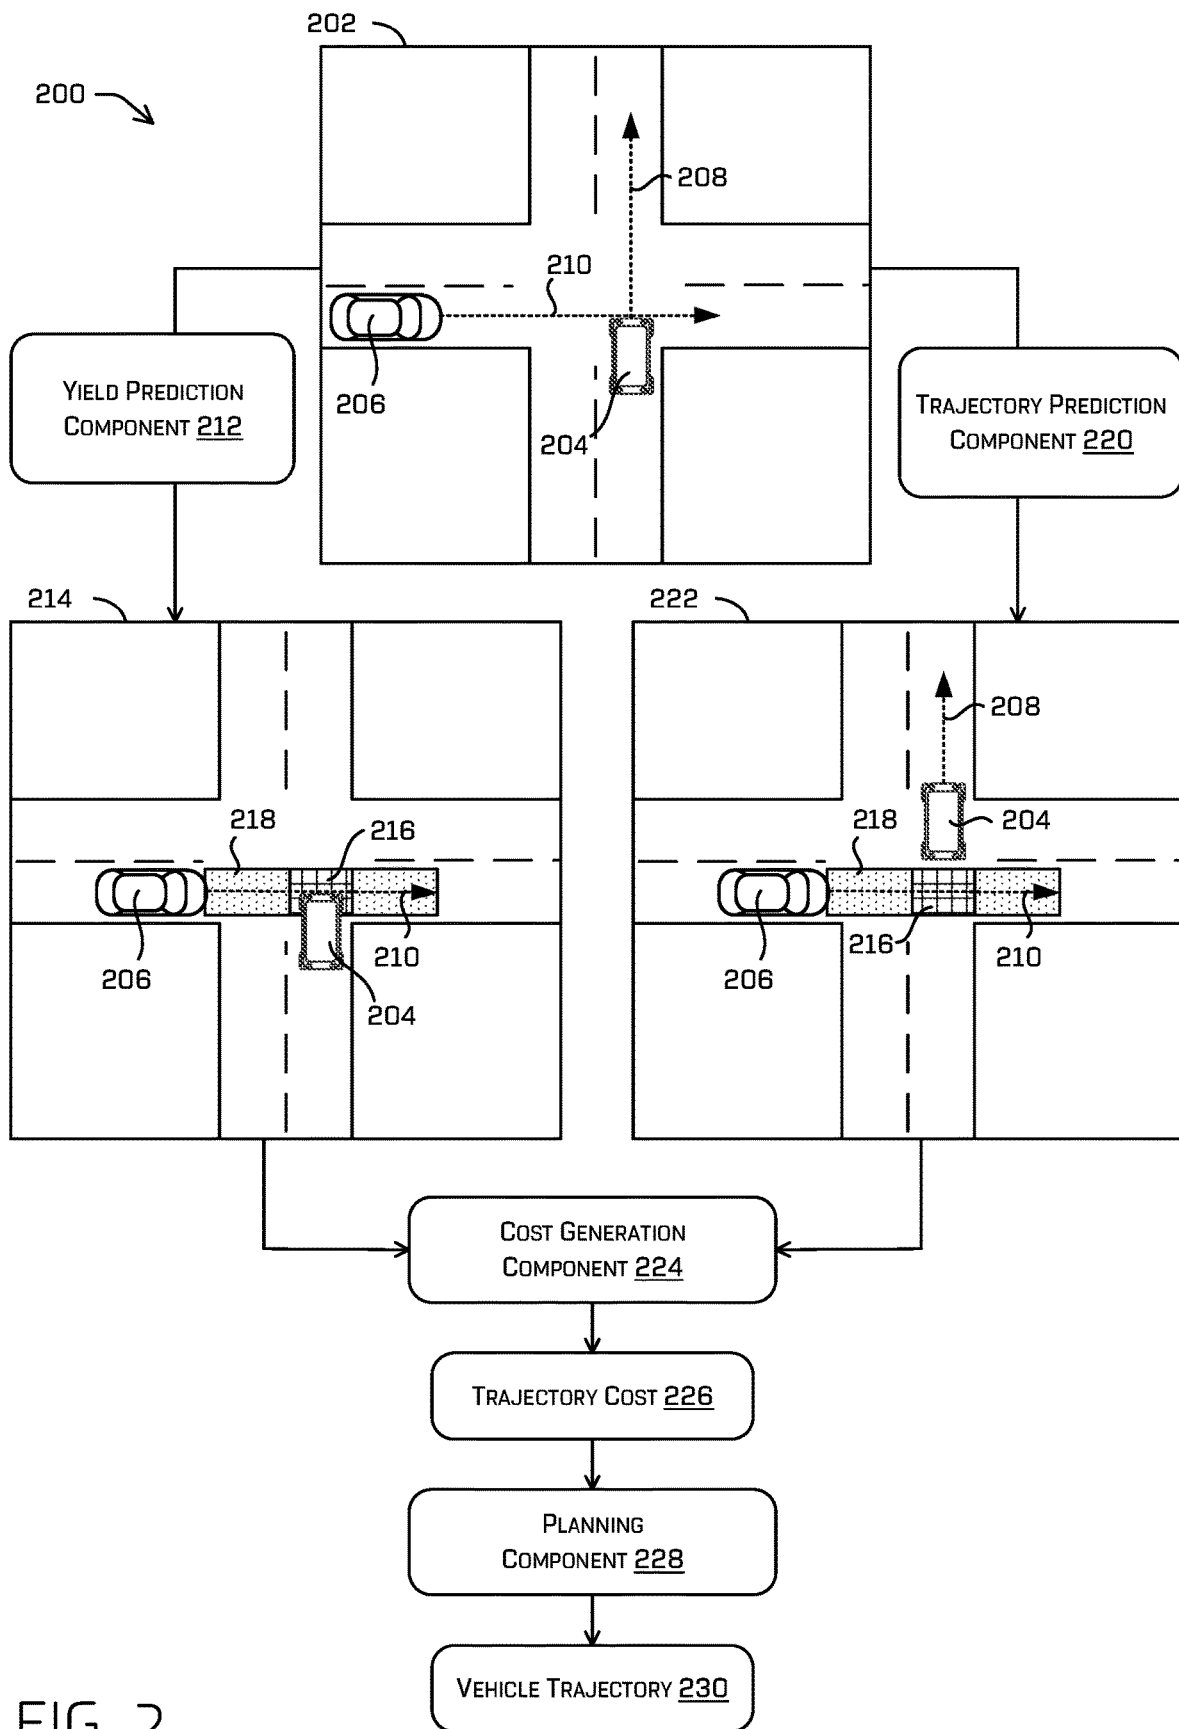 202
200
208
210
206
204
YIELD PREDICTION
COMPONENT 212
TRAJECTORY PREDICTION
COMPONENT 220
214
222
218
216
206
210
204
208
204
218
216
206
210
COST GENERATION
COMPONENT 224
TRAJECTORY COST 226
PLANNING
COMPONENT 228
VEHICLE TRAJECTORY 230
FIG. 2